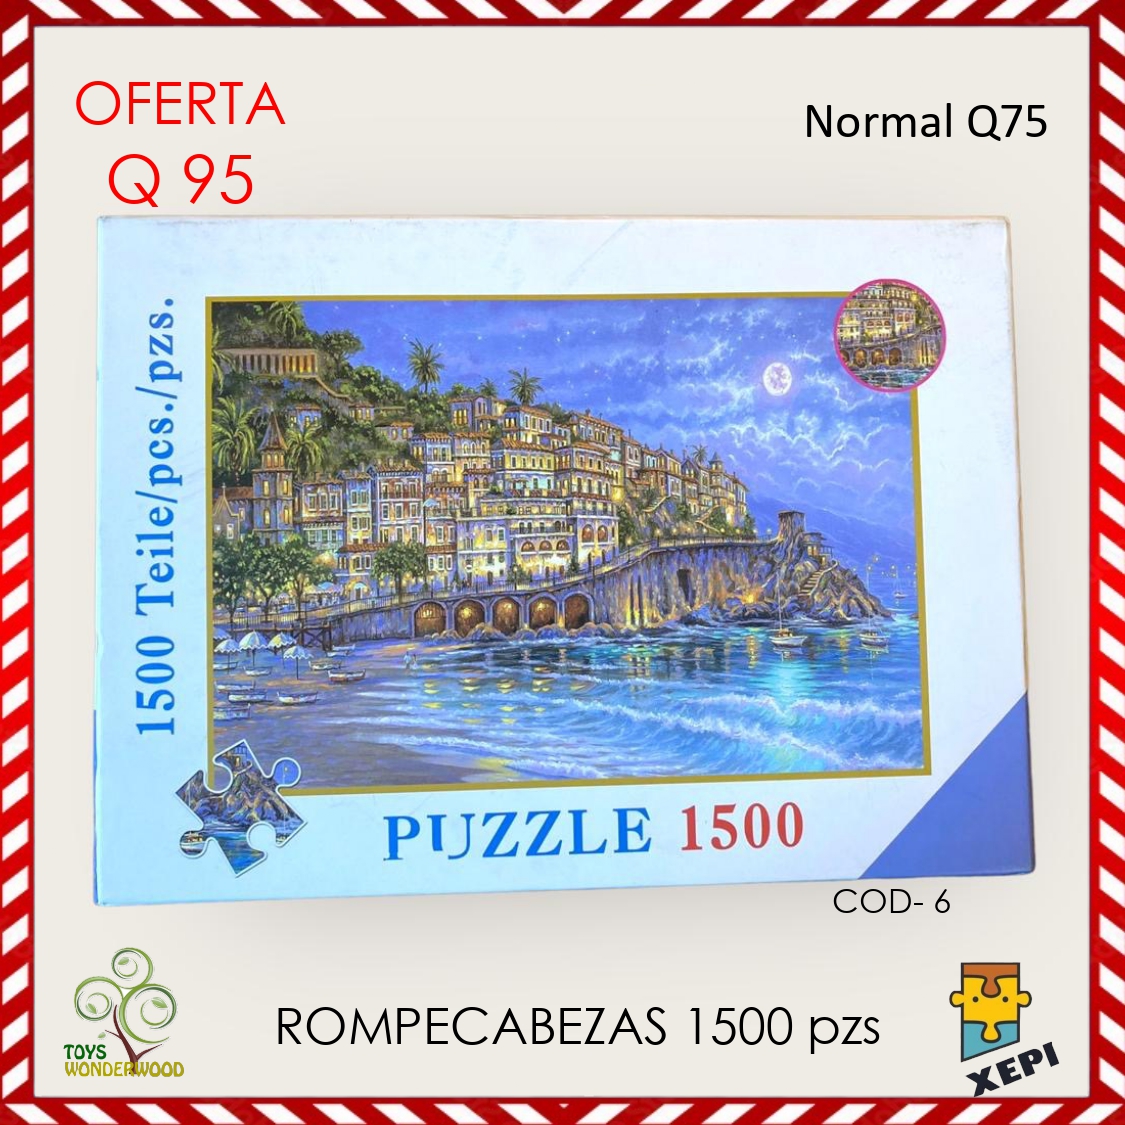 OFERTA
Q 95
Normal Q75
1500 Teile/pcs./pzs.
PUZZLE 1500
COD- 6
TOYS
WONDERWOOD
ROMPECABEZAS 1500 pzs
XEPI